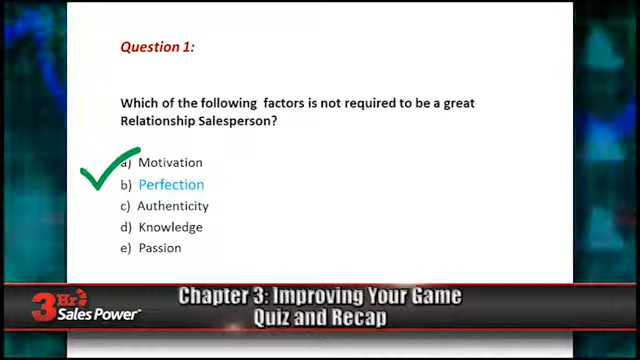 Question 1:
Which of the following factors is not required to be a great
Relationship Salesperson?
a) Motivation
b) Perfection
c) Authenticity
d) Knowledge
e) Passion
3Hr
Sales Power™
Chapter 3: Improving Your Game
Quiz and Recap